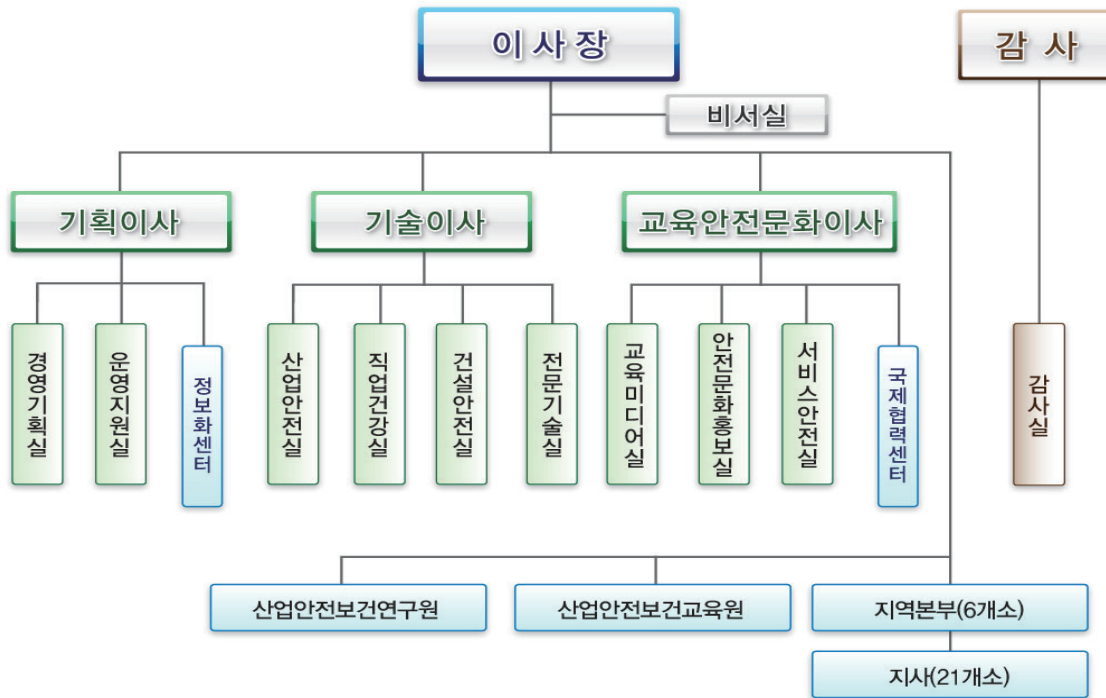 이사장
감 사
비서실
기획이사
기술이사
교육안전문화이사
경영기획실
운영지원실
정보화센터
산업안전실
직업건강실
건설안전실
전문기술실
교육미디어실
안전문화홍보실
서비스안전실
국제협력센터
감사실
산업안전보건연구원
산업안전보건교육원
지역본부(6개소)
지사(21개소)